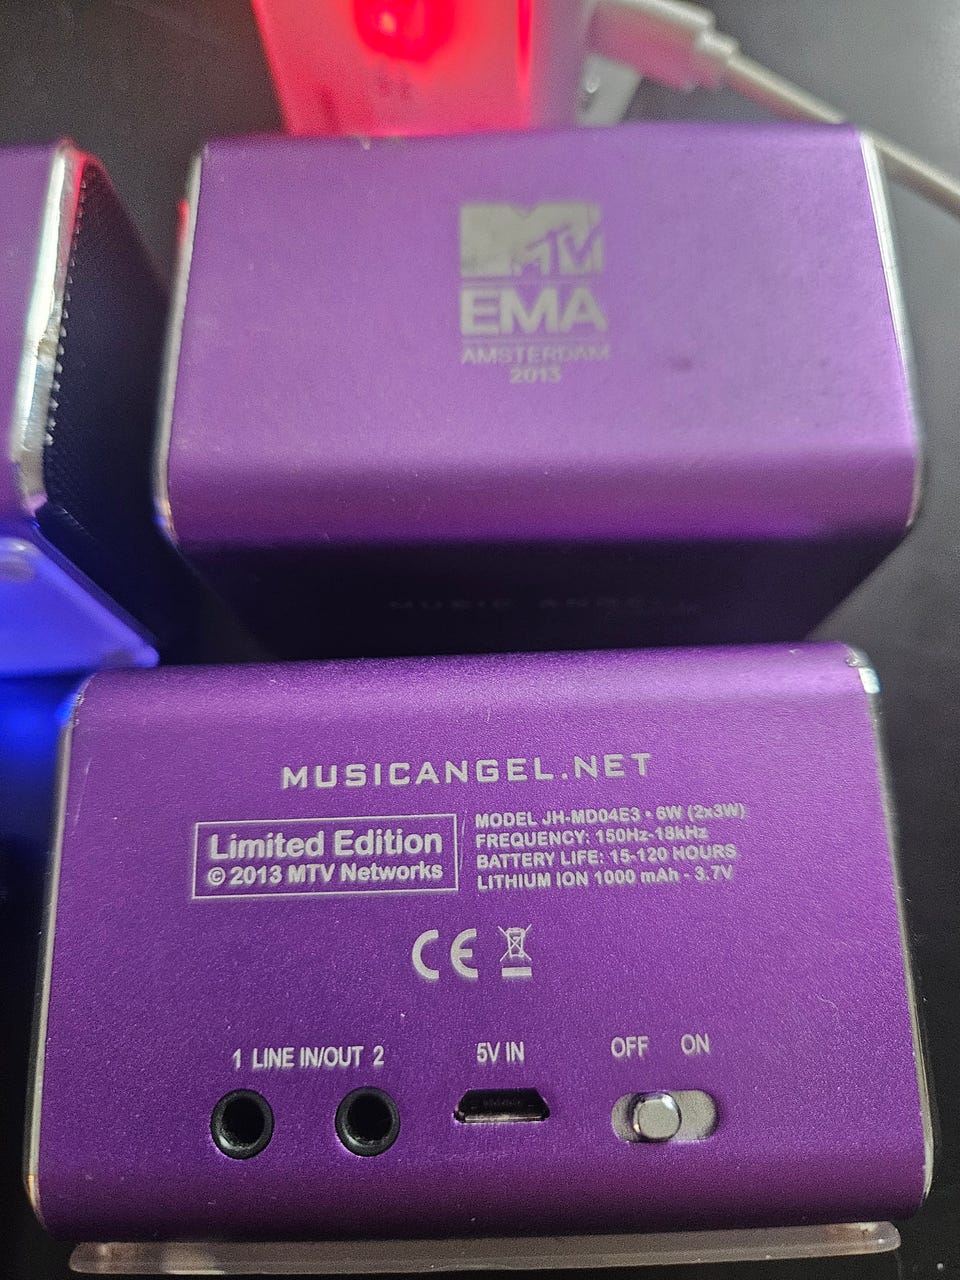 MTV
EMA
AMSTERDAM
2013
MUSIC ANGEL
MUSICANGEL.NET
Limited Edition
© 2013 MTV Networks
MODEL JH-MD04E3 • 6W (2x3W)
FREQUENCY: 150Hz-18kHz
BATTERY LIFE: 15-120 HOURS
LITHIUM ION 1000 mAh - 3.7V
CE
1 LINE IN/OUT 2
5V IN
OFF ON